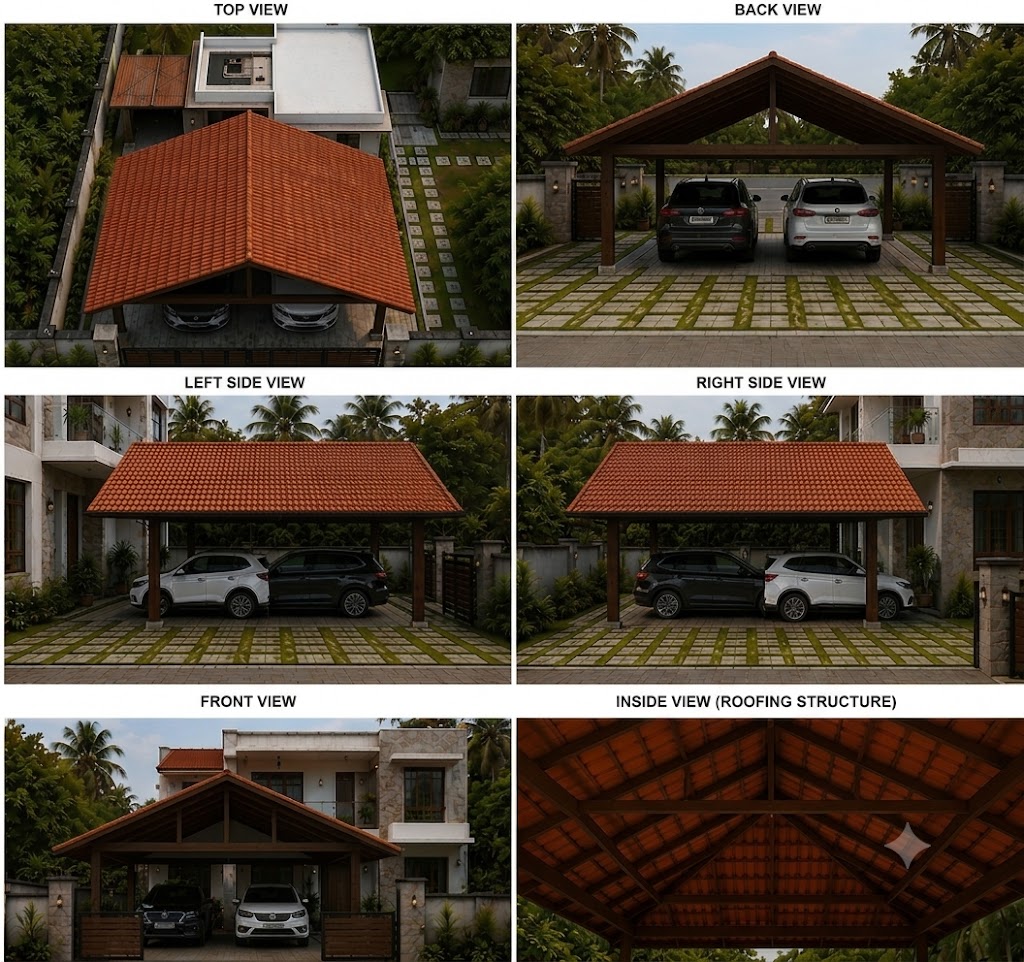 TOP VIEW
BACK VIEW
LEFT SIDE VIEW
RIGHT SIDE VIEW
FRONT VIEW
INSIDE VIEW (ROOFING STRUCTURE)